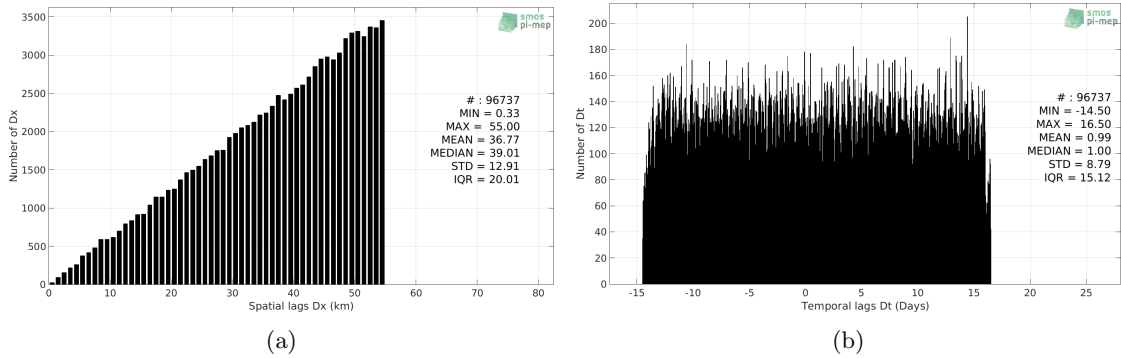 smos
pi-mep
Number of Dx
3500
3000
2500
2000
1500
1000
500
0
# : 96737
MIN = 0.33
MAX = 55.00
MEAN = 36.77
MEDIAN = 39.01
STD = 12.91
IQR = 20.01
0 10 20 30 40 50 60 70 80
Spatial lags Dx (km)
(a)
smos
pi-mep
Number of Dt
200
180
160
140
120
100
80
60
40
20
0
# : 96737
MIN = -14.50
MAX = 16.50
MEAN = 0.99
MEDIAN = 1.00
STD = 8.79
IQR = 15.12
-15 -10 -5 0 5 10 15 20 25
Temporal lags Dt (Days)
(b)